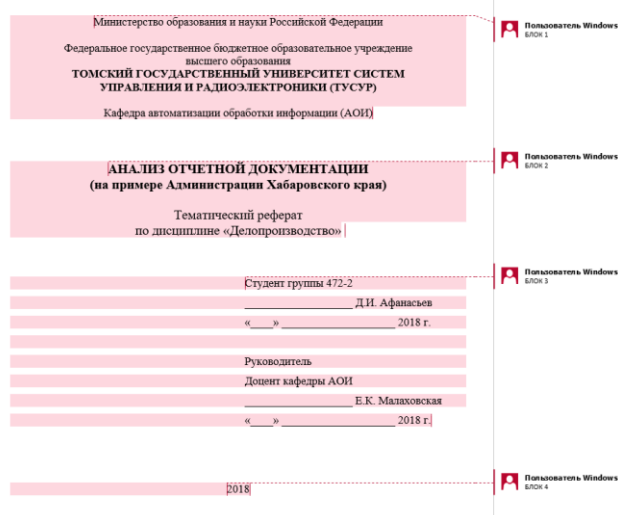 Министерство образования и науки Российской Федерации
Федеральное государственное бюджетное образовательное учреждение
высшего образования
ТОМСКИЙ ГОСУДАРСТВЕННЫЙ УНИВЕРСИТЕТ СИСТЕМ
УПРАВЛЕНИЯ И РАДИОЭЛЕКТРОНИКИ (ТУСУР)
Кафедра автоматизации обработки информации (АОИ)
Пользователь Windows
БЛОК 1
АНАЛИЗ ОТЧЕТНОЙ ДОКУМЕНТАЦИИ
(на примере Администрации Хабаровского края)
Тематический реферат
по дисциплине «Делопроизводство»
Пользователь Windows
БЛОК 2
Студент группы 472-2
____________________ Д.И. Афанасьев
«____» _____________________ 2018 г.
Руководитель
Доцент кафедры АОИ
____________________ Е.К. Малаховская
«____» _____________________ 2018 г.
Пользователь Windows
БЛОК 3
2018
Пользователь Windows
БЛОК 4